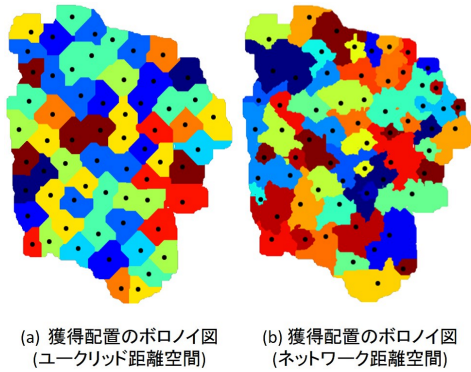 (a) 獲得配置のボロノイ図
(ユークリッド距離空間)
(b) 獲得配置のボロノイ図
(ネットワーク距離空間)